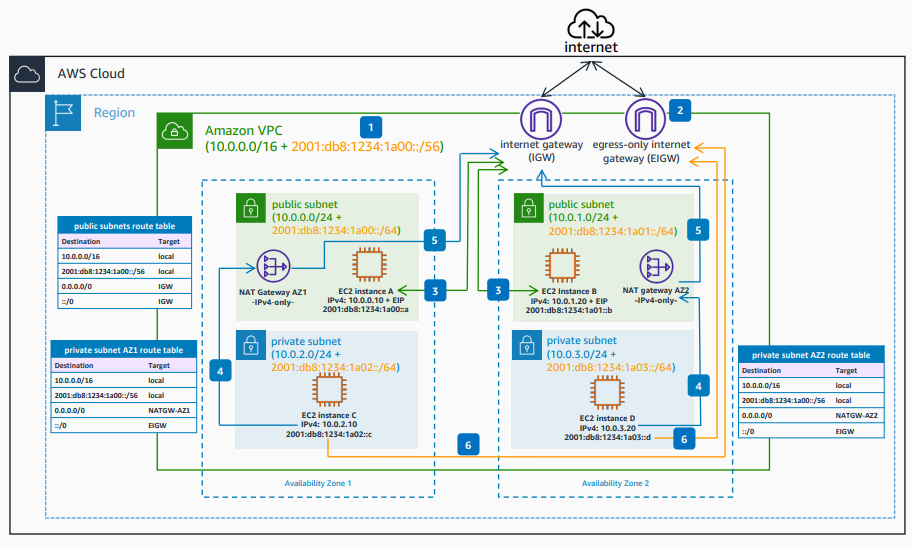 internet
AWS Cloud
Region
1
2
Amazon VPC
(10.0.0.0/16 + 2001:db8:1234:1a00::/56)
internet gateway
(IGW)
egress-only internet
gateway (EIGW)
public subnet
(10.0.0.0/24 +
2001:db8:1234:1a00::/64)
public subnet
(10.0.1.0/24 +
2001:db8:1234:1a01::/64)
public subnets route table
Destination Target
10.0.0.0/16 local
2001:db8:1234:1a00::/56 local
0.0.0.0/0 IGW
::/0 IGW
5
5
NAT Gateway AZ1
-IPv4-only-
EC2 instance A
IPv4: 10.0.0.10 + EIP
2001:db8:1234:1a00::a
3
3
EC2 Instance B
IPv4: 10.0.1.20 + EIP
2001:db8:1234:1a01::b
NAT gateway AZ2
-IPv4-only-
private subnet AZ1 route table
Destination Target
10.0.0.0/16 local
2001:db8:1234:1a00::/56 local
0.0.0.0/0 NATGW-AZ1
::/0 EIGW
private subnet
(10.0.2.0/24 +
2001:db8:1234:1a02::/64)
private subnet
(10.0.3.0/24 +
2001:db8:1234:1a03::/64)
private subnet AZ2 route table
Destination Target
10.0.0.0/16 local
2001:db8:1234:1a00::/56 local
0.0.0.0/0 NATGW-AZ2
::/0 EIGW
4
4
EC2 instance C
IPv4: 10.0.2.10
2001:db8:1234:1a02::c
EC2 instance D
IPv4: 10.0.3.20
2001:db8:1234:1a03::d
6
6
Availability Zone 1
Availability Zone 2